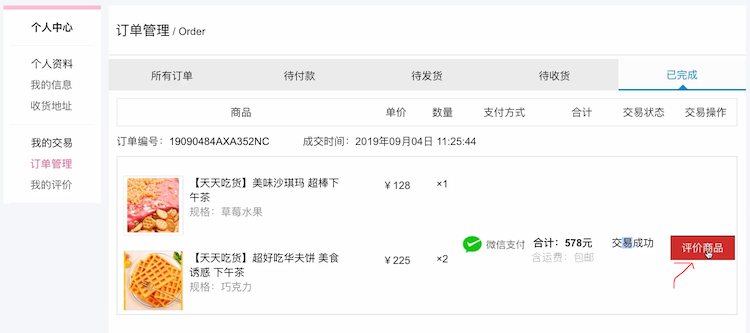 个人中心
个人资料
我的信息
收货地址
我的交易
订单管理
我的评价
订单管理 / Order
所有订单 待付款 待发货 待收货 已完成
商品 单价 数量 支付方式 合计 交易状态 交易操作
订单编号：19090484AXA352NC 成交时间：2019年09月04日 11:25:44
【天天吃货】美味沙琪玛 超棒下
午茶
规格：草莓水果
¥ 128 ×1
【天天吃货】超好吃华夫饼 美食
诱惑 下午茶
规格：巧克力
¥ 225 ×2
微信支付
合计：578元
含运费：包邮
交易成功
评价商品